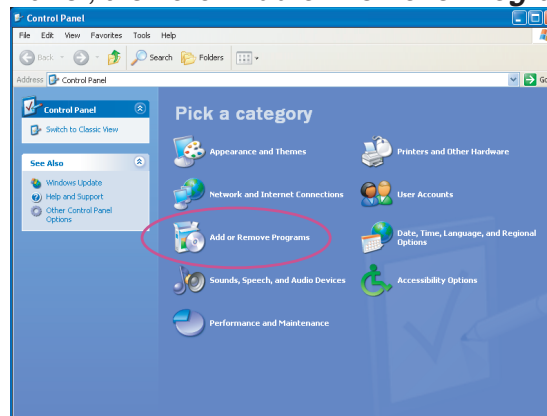 Control Panel
File Edit View Favorites Tools Help
Back Search Folders
Address Control Panel
Control Panel
Switch to Classic View
See Also
Windows Update
Help and Support
Other Control Panel
Options
Pick a category
Appearance and Themes
Printers and Other Hardware
Network and Internet Connections
User Accounts
Add or Remove Programs
Date, Time, Language, and Regional
Options
Sounds, Speech, and Audio Devices
Accessibility Options
Performance and Maintenance